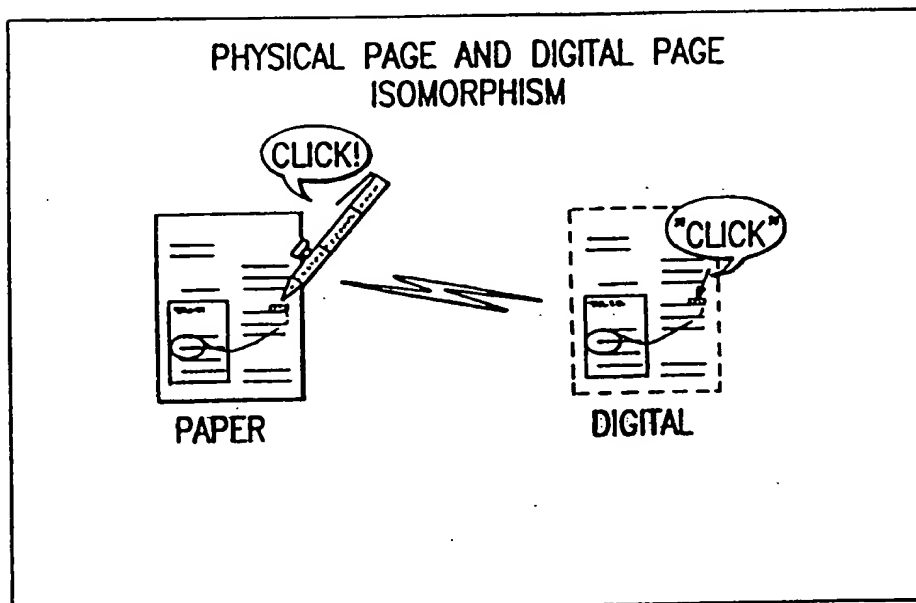 PHYSICAL PAGE AND DIGITAL PAGE
ISOMORPHISM
CLICK!
"CLICK"
PAPER
DIGITAL